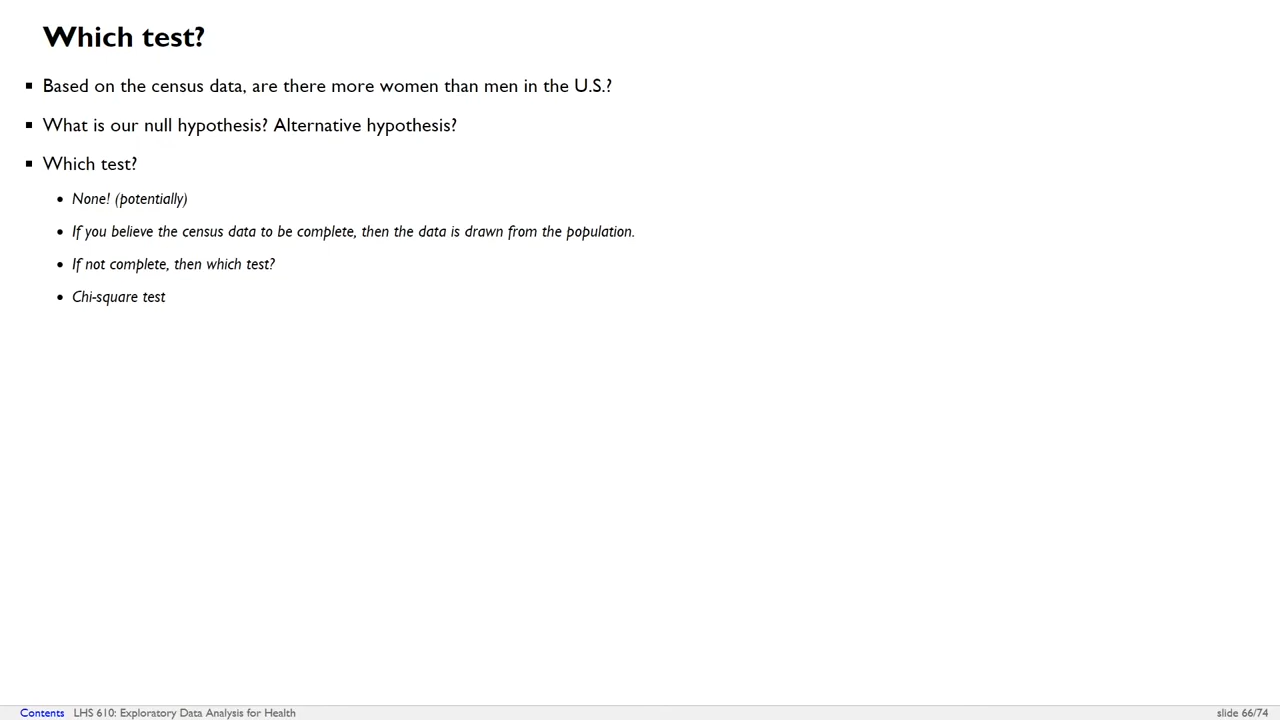 Which test?
Based on the census data, are there more women than men in the U.S.?
What is our null hypothesis? Alternative hypothesis?
Which test?
None! (potentially)
If you believe the census data to be complete, then the data is drawn from the population.
If not complete, then which test?
Chi-square test
Contents LHS 610: Exploratory Data Analysis for Health slide 66/74